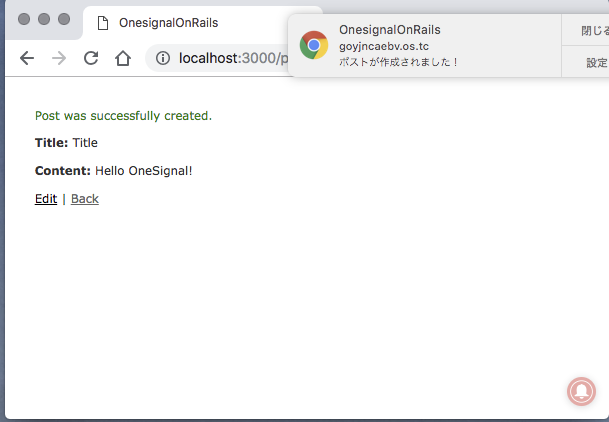 OnesignalOnRails
OnesignalOnRails
goyjncaebv.os.tc
ポストが作成されました！
閉じる
設定
localhost:3000/p
Post was successfully created.
Title: Title
Content: Hello OneSignal!
Edit | Back